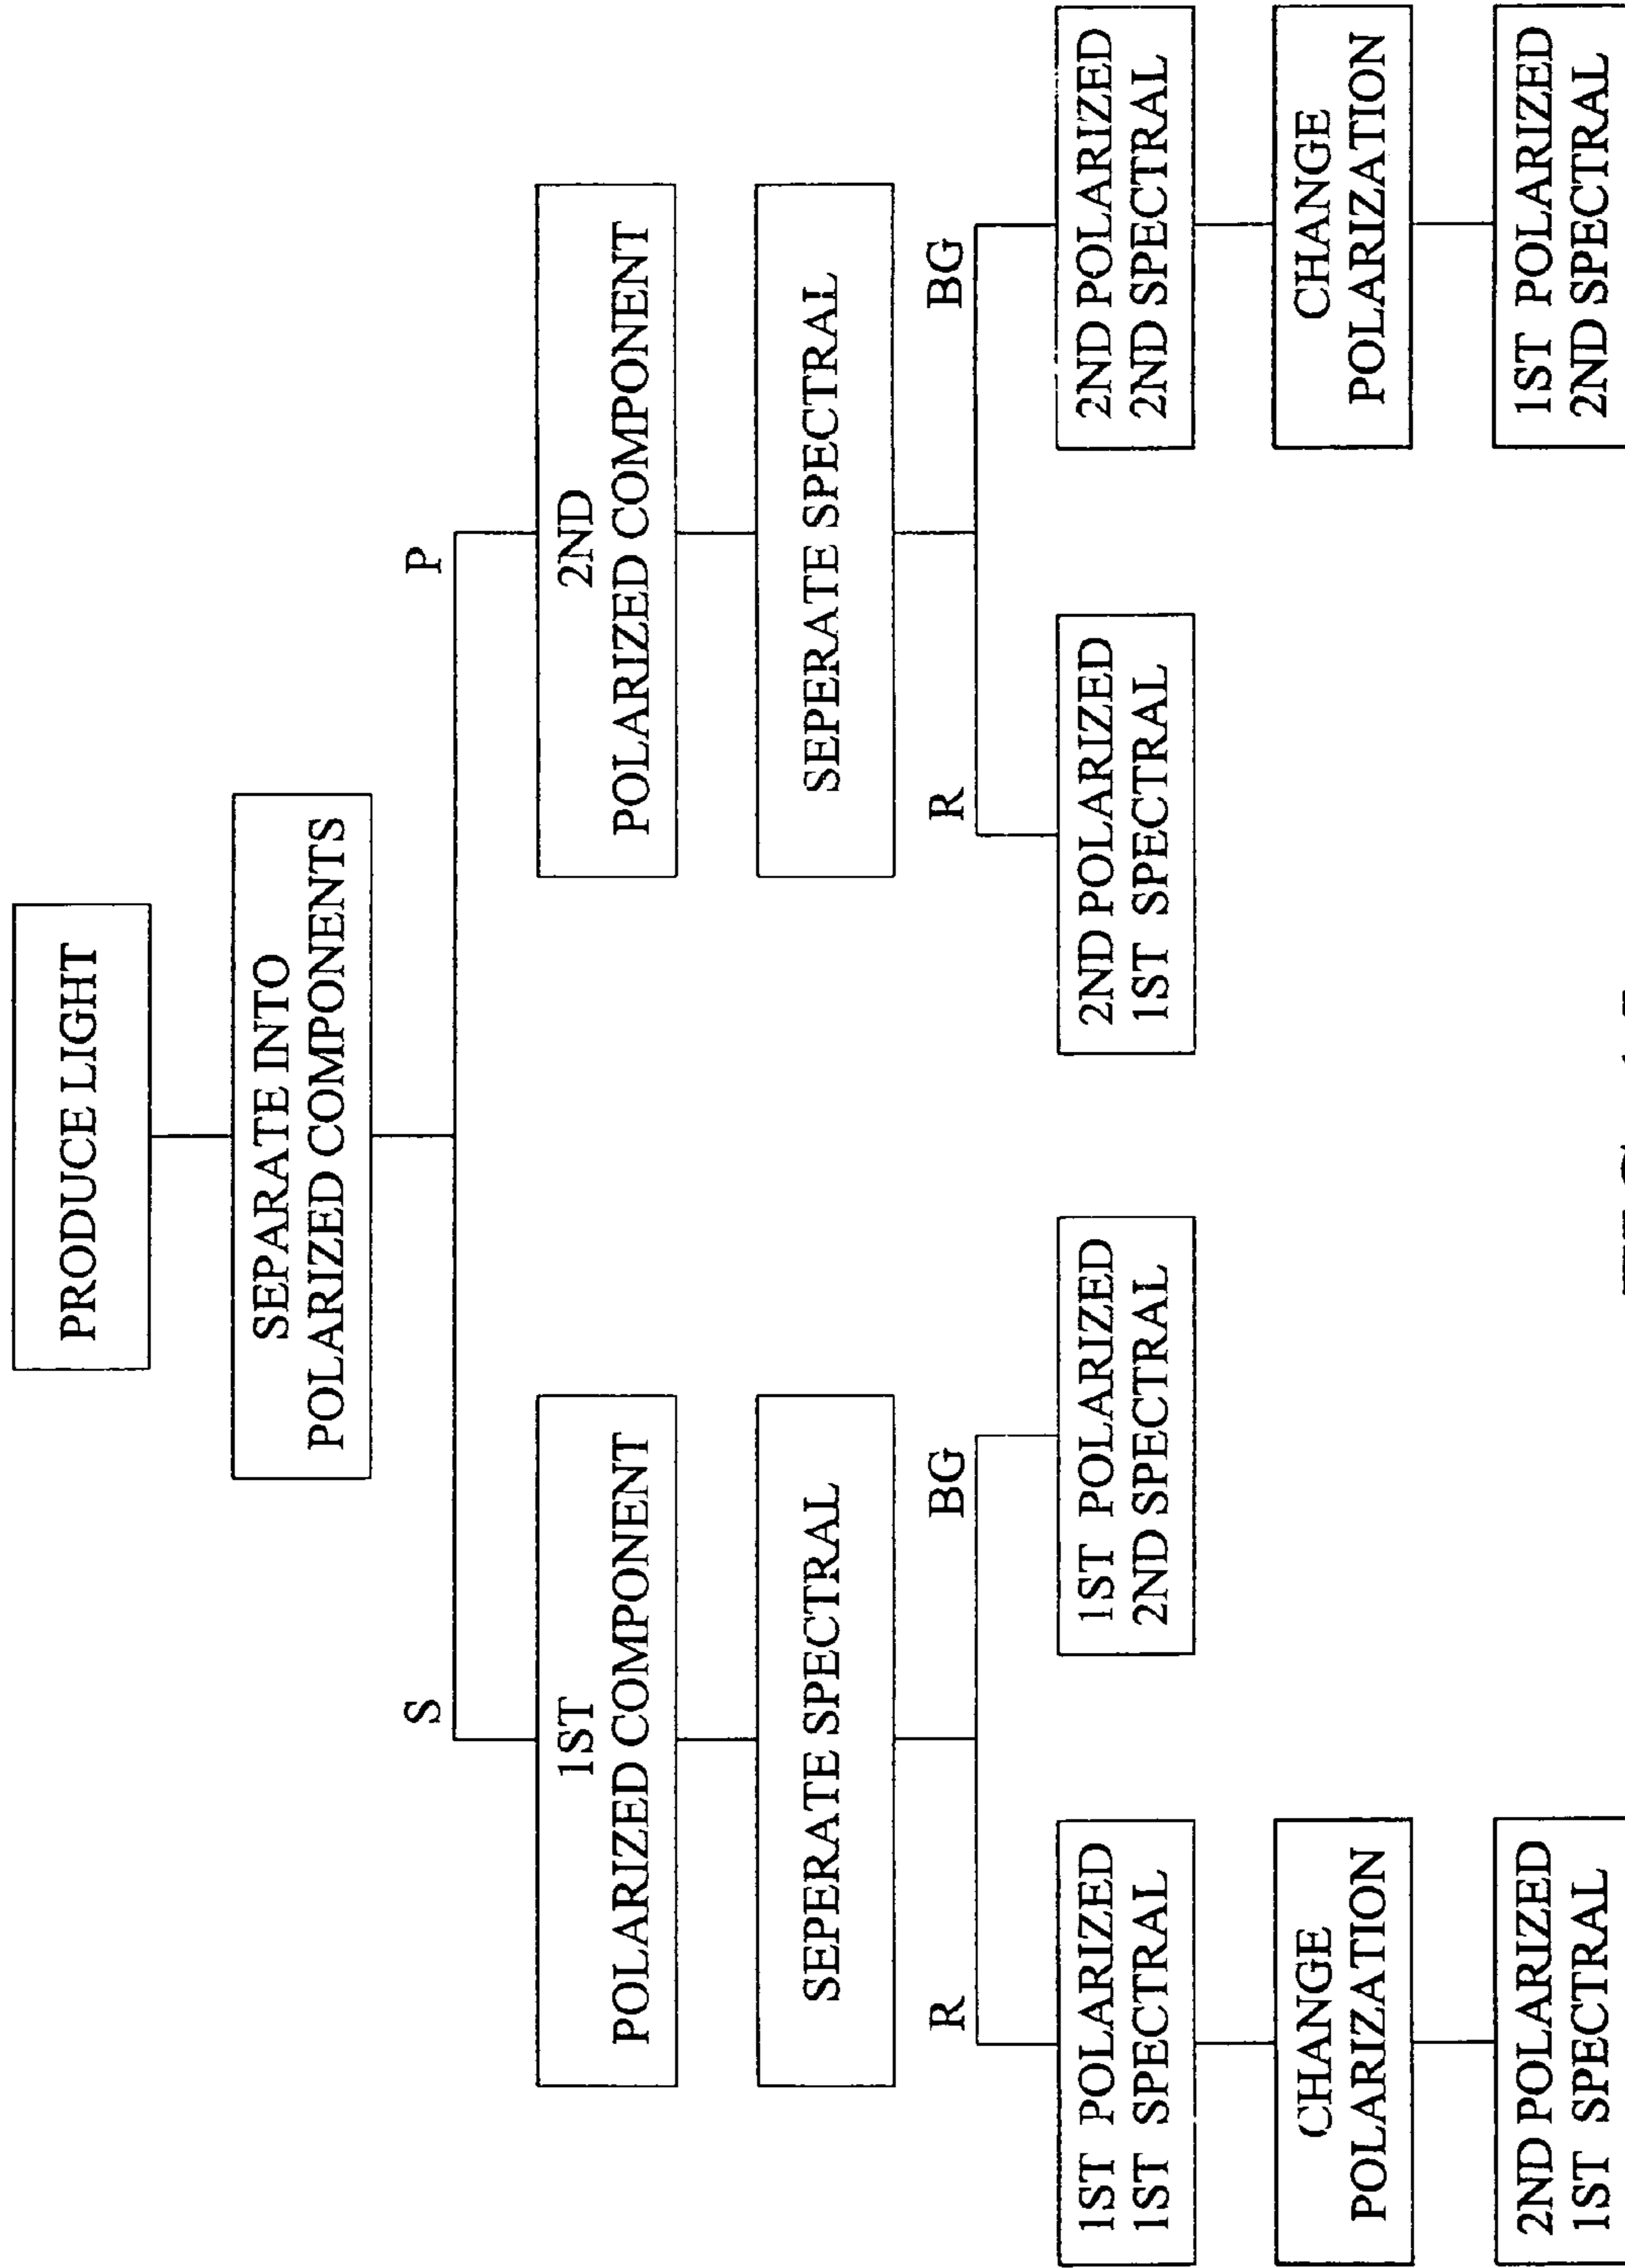 PRODUCE LIGHT
SEPARATE INTO
POLARIZED COMPONENTS
S
P
1ST
POLARIZED COMPONENT
2ND
POLARIZED COMPONENT
SEPERATE SPECTRAL
SEPERATE SPECTRAL
R
BG
R
BG
1ST POLARIZED
1ST SPECTRAL
1ST POLARIZED
2ND SPECTRAL
2ND POLARIZED
1ST SPECTRAL
2ND POLARIZED
2ND SPECTRAL
CHANGE
POLARIZATION
CHANGE
POLARIZATION
2ND POLARIZED
1ST SPECTRAL
1ST POLARIZED
2ND SPECTRAL